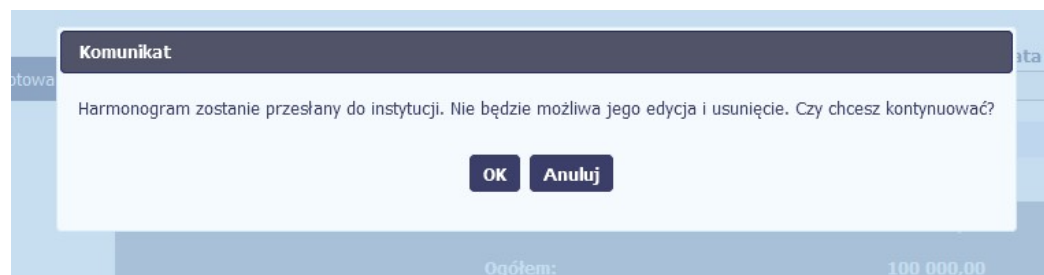 Komunikat
Harmonogram zostanie przesłany do instytucji. Nie będzie możliwa jego edycja i usunięcie. Czy chcesz kontynuować?
OK Anuluj
Ogółem: 100 000,00